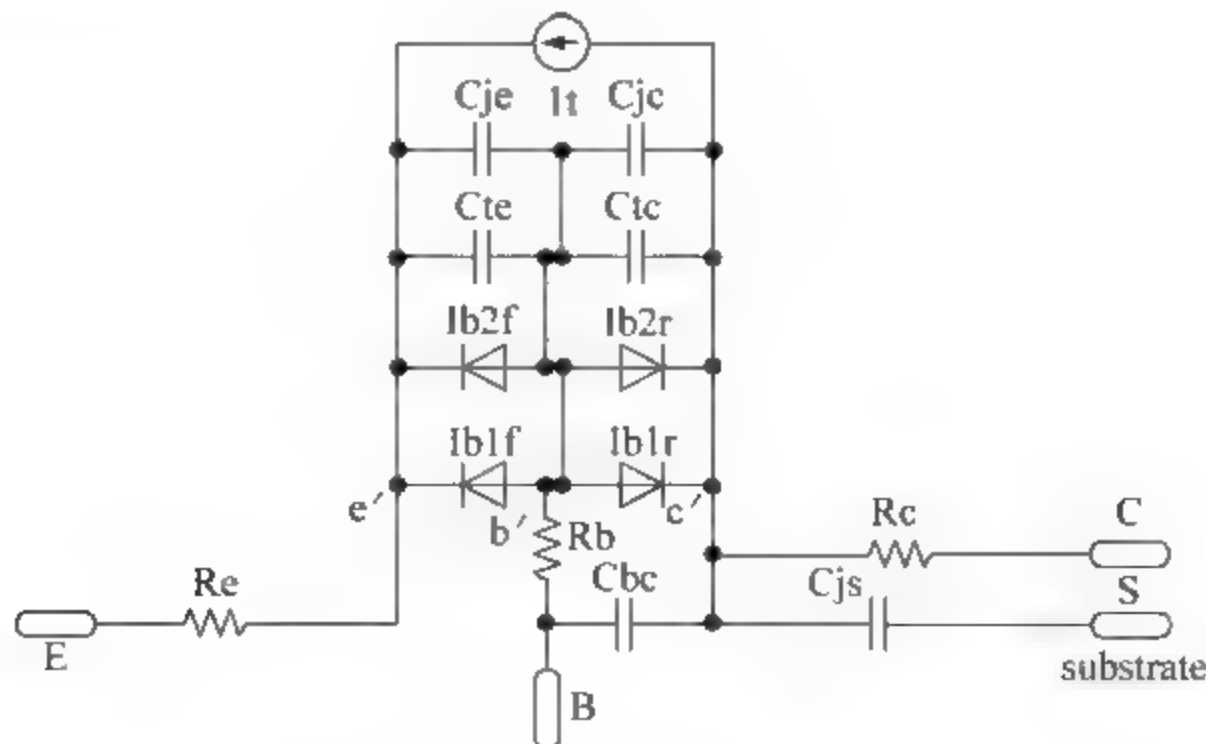 It
Cje
Cjc
Cte
Ctc
Ib2f
Ib2r
Ib1f
Ib1r
e′
b′
c′
Rb
Rc
C
Re
Cbc
Cjs
S
E
substrate
B